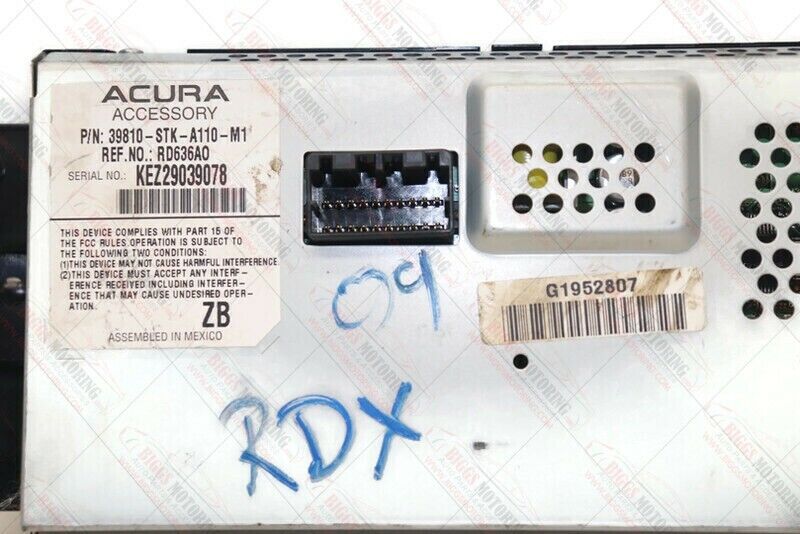 ACURA
ACCESSORY
P/N: 39810-STK-A110-M1
REF.NO.: RD636AO
SERIAL NO.: KEZ29039078
THIS DEVICE COMPLIES WITH PART 15 OF
THE FCC RULES.OPERATION IS SUBJECT TO
THE FOLLOWING TWO CONDITIONS:
(1)THIS DEVICE MAY NOT CAUSE HARMFUL INTERFERENCE.
(2)THIS DEVICE MUST ACCEPT ANY INTERF-
ERENCE RECEIVED INCLUDING INTERFER-
ENCE THAT MAY CAUSE UNDESIRED OPER-
ATION.
ZB
ASSEMBLED IN MEXICO
09
RDX
G1952807
BIGGS MOTORING